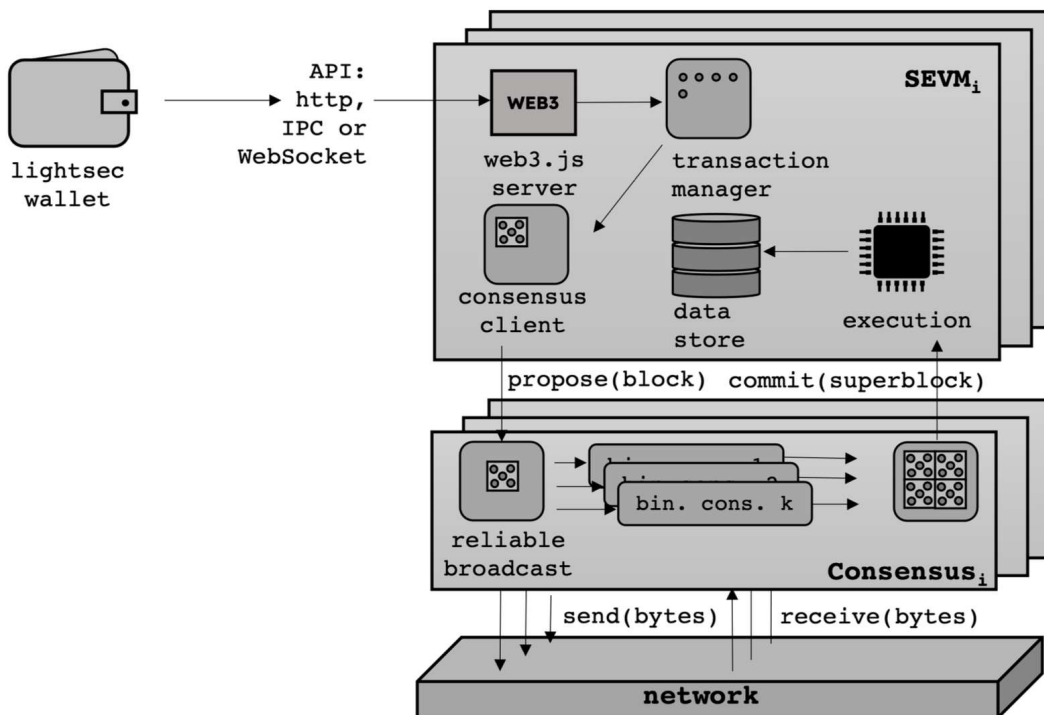 API:
http,
IPC or
WebSocket
lightsec
wallet
SEVMi
WEB3
web3.js
server
transaction
manager
consensus
client
data
store
execution
propose(block)
commit(superblock)
bin. cons. k
reliable
broadcast
Consensusi
send(bytes)
receive(bytes)
network